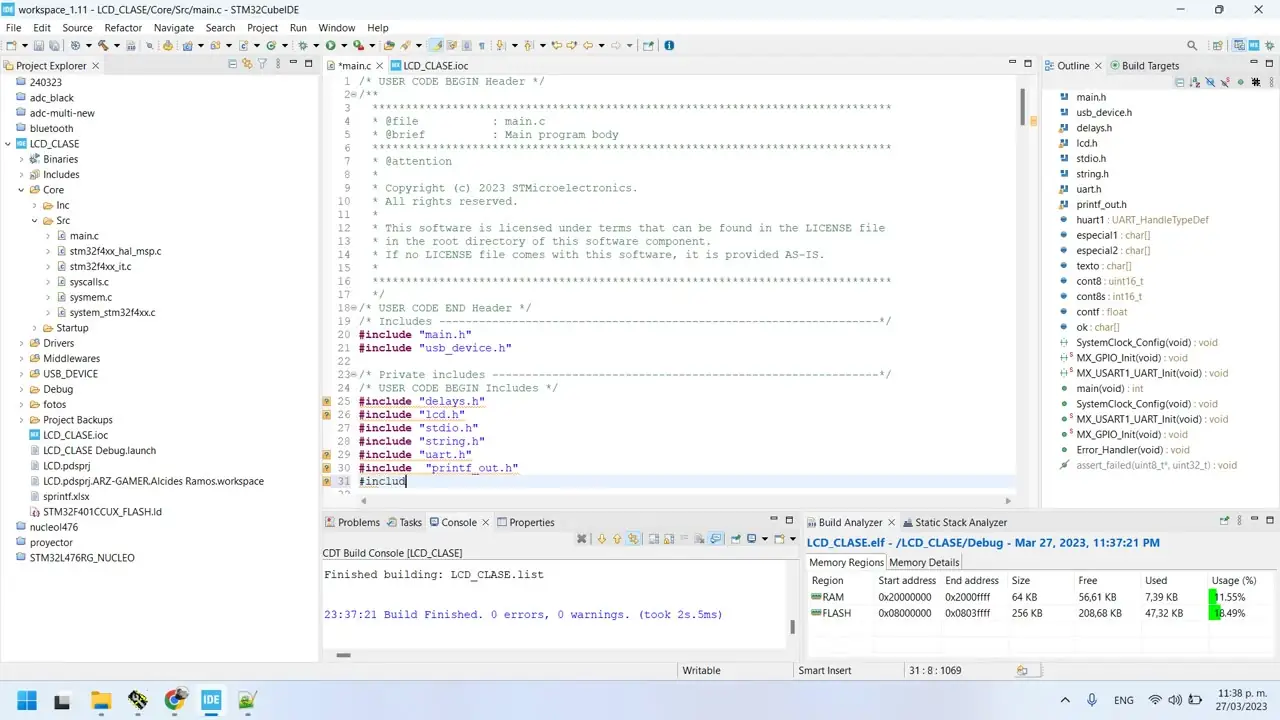 workspace_1.11 - LCD_CLASE/Core/Src/main.c - STM32CubeIDE
File Edit Source Refactor Navigate Search Project Run Window Help
Project Explorer
240323
adc_black
adc-multi-new
bluetooth
LCD_CLASE
Binaries
Includes
Core
Inc
Src
main.c
stm32f4xx_hal_msp.c
stm32f4xx_it.c
syscalls.c
sysmem.c
system_stm32f4xx.c
Startup
Drivers
Middlewares
USB_DEVICE
Debug
fotos
Project Backups
LCD_CLASE.ioc
LCD_CLASE Debug.launch
LCD.pdsprj
LCD.pdsprj.ARZ-GAMER.Alcides Ramos.workspace
sprintf.xlsx
STM32F401CCUX_FLASH.ld
nucleol476
proyector
STM32L476RG_NUCLEO
*main.c LCD_CLASE.ioc
1 /* USER CODE BEGIN Header */
2 /**
3 ******************************************************************************
4 * @file : main.c
5 * @brief : Main program body
6 ******************************************************************************
7 * @attention
8 *
9 * Copyright (c) 2023 STMicroelectronics.
10 * All rights reserved.
11 *
12 * This software is licensed under terms that can be found in the LICENSE file
13 * in the root directory of this software component.
14 * If no LICENSE file comes with this software, it is provided AS-IS.
15 *
16 ******************************************************************************
17 */
18 /* USER CODE END Header */
19 /* Includes ------------------------------------------------------------------*/
20 #include "main.h"
21 #include "usb_device.h"
22
23 /* Private includes ----------------------------------------------------------*/
24 /* USER CODE BEGIN Includes */
25 #include "delays.h"
26 #include "lcd.h"
27 #include "stdio.h"
28 #include "string.h"
29 #include "uart.h"
30 #include  "printf_out.h"
31 #includ
32
Outline Build Targets
main.h
usb_device.h
delays.h
lcd.h
stdio.h
string.h
uart.h
printf_out.h
huart1 : UART_HandleTypeDef
especial1 : char[]
especial2 : char[]
texto : char[]
cont8 : uint16_t
cont8s : int16_t
contf : float
ok : char[]
SystemClock_Config(void) : void
MX_GPIO_Init(void) : void
MX_USART1_UART_Init(void) : void
main(void) : int
SystemClock_Config(void) : void
MX_USART1_UART_Init(void) : void
MX_GPIO_Init(void) : void
Error_Handler(void) : void
assert_failed(uint8_t*, uint32_t) : void
Problems Tasks Console Properties
CDT Build Console [LCD_CLASE]
Finished building: LCD_CLASE.list
23:37:21 Build Finished. 0 errors, 0 warnings. (took 2s.5ms)
Build Analyzer Static Stack Analyzer
LCD_CLASE.elf - /LCD_CLASE/Debug - Mar 27, 2023, 11:37:21 PM
Memory Regions Memory Details
Region Start address End address Size Free Used Usage (%)
RAM 0x20000000 0x2000ffff 64 KB 56,61 KB 7,39 KB 11.55%
FLASH 0x08000000 0x0803ffff 256 KB 208,68 KB 47,32 KB 18.49%
Writable Smart Insert 31 : 8 : 1069
IDE
ENG
11:38 p. m.
27/03/2023